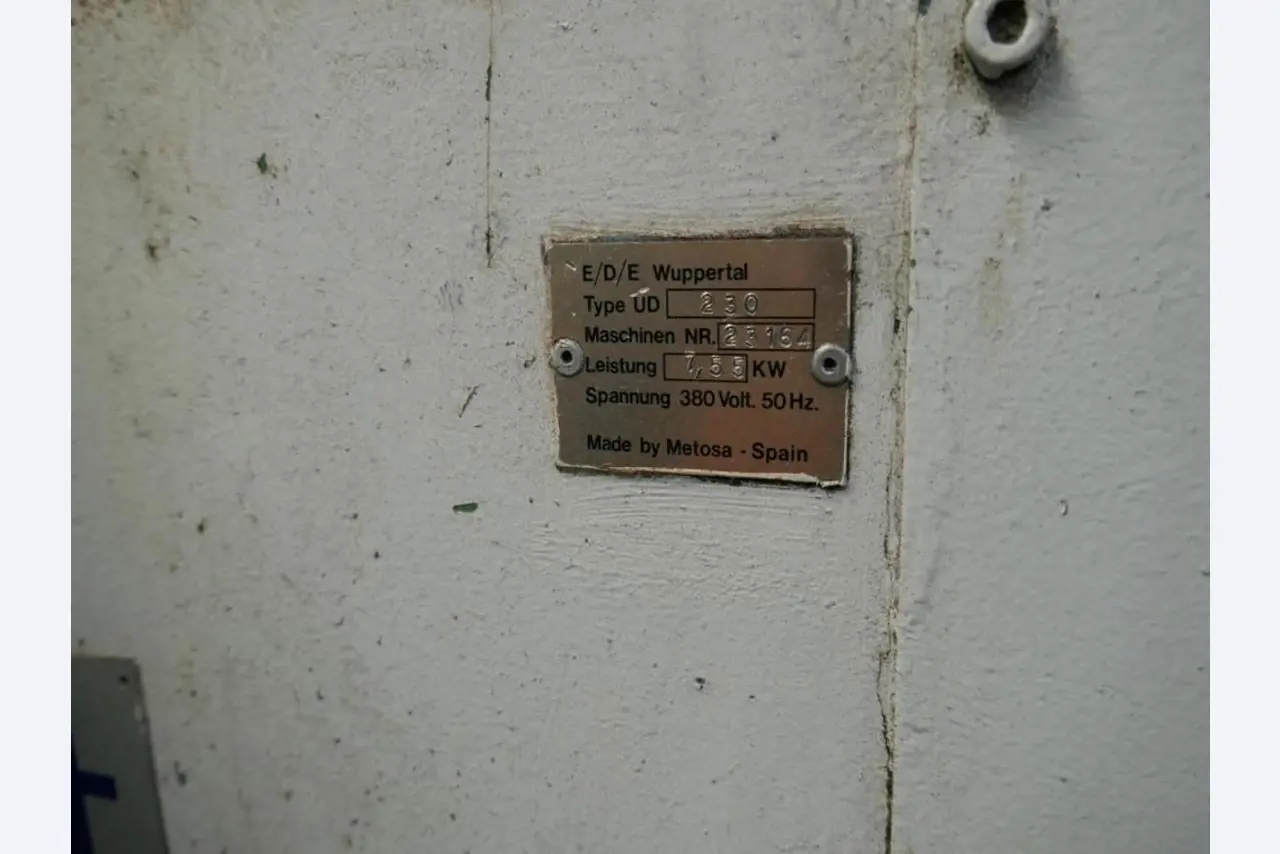 E/D/E Wuppertal
Type UD 230
Maschinen NR. 23164
Leistung 7,55 KW
Spannung 380 Volt. 50 Hz.
Made by Metosa - Spain